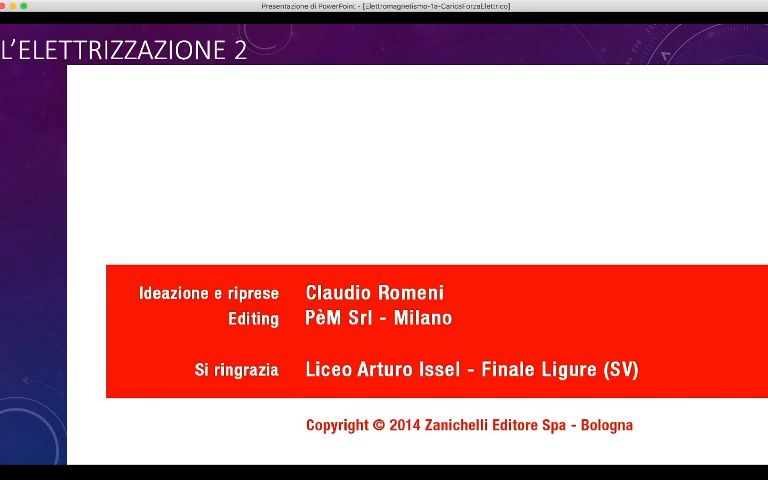 Presentazione di PowerPoint - [Elettromagnetismo-1a-CaricaForzaElettrico]
L'ELETTRIZZAZIONE 2
Ideazione e riprese Claudio Romeni
Editing PèM Srl - Milano
Si ringrazia Liceo Arturo Issel - Finale Ligure (SV)
Copyright © 2014 Zanichelli Editore Spa - Bologna